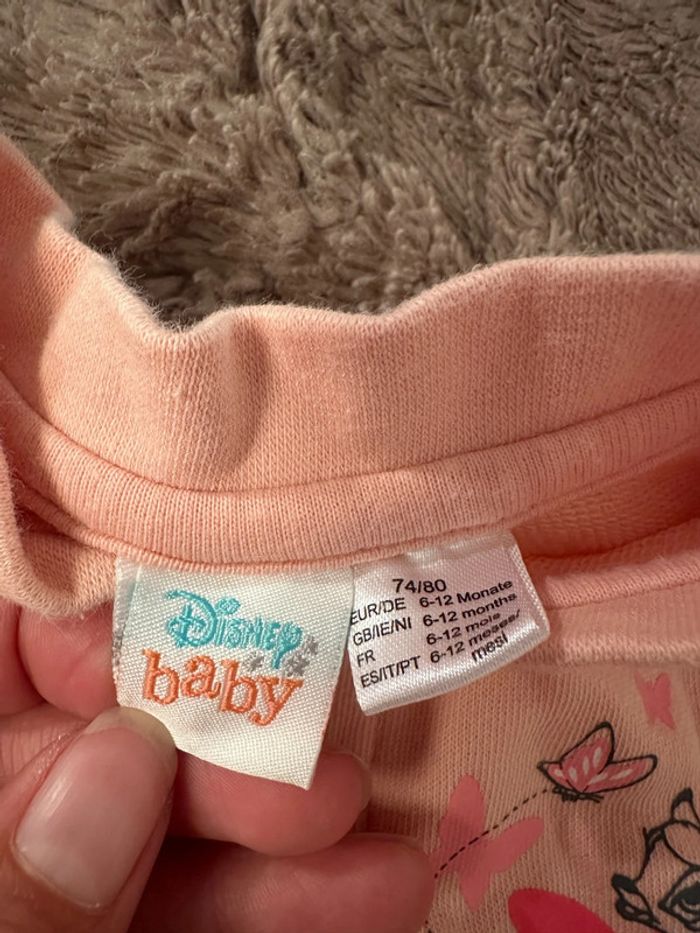 Disney
baby
74/80
EUR/DE 6-12 Monate
GB/IE/NI 6-12 months
FR 6-12 mois
ES/IT/PT 6-12 meses/
mesi